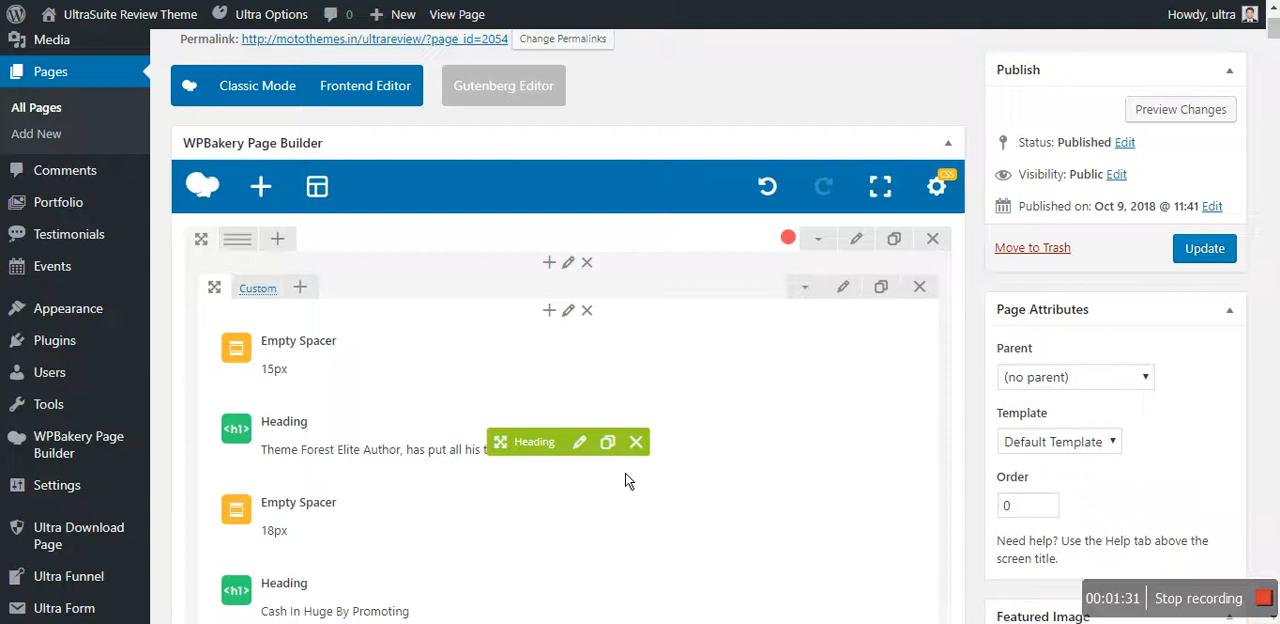 UltraSuite Review Theme
Ultra Options
0
New
View Page
Howdy, ultra
Media
Pages
All Pages
Add New
Comments
Portfolio
Testimonials
Events
Appearance
Plugins
Users
Tools
WPBakery Page
Builder
Settings
Ultra Download
Page
Ultra Funnel
Ultra Form
Permalink: http://motothemes.in/ultrareview/?page_id=2054 Change Permalinks
Classic Mode
Frontend Editor
Gutenberg Editor
WPBakery Page Builder
CSS
Custom
Empty Spacer
15px
<h1>
Heading
Theme Forest Elite Author, has put all his t
Heading
Empty Spacer
18px
<h1>
Heading
Cash In Huge By Promoting
Publish
Preview Changes
Status: Published Edit
Visibility: Public Edit
Published on: Oct 9, 2018 @ 11:41 Edit
Move to Trash
Update
Page Attributes
Parent
(no parent)
Template
Default Template
Order
0
Need help? Use the Help tab above the
screen title.
00:01:31
Stop recording
Featured Image